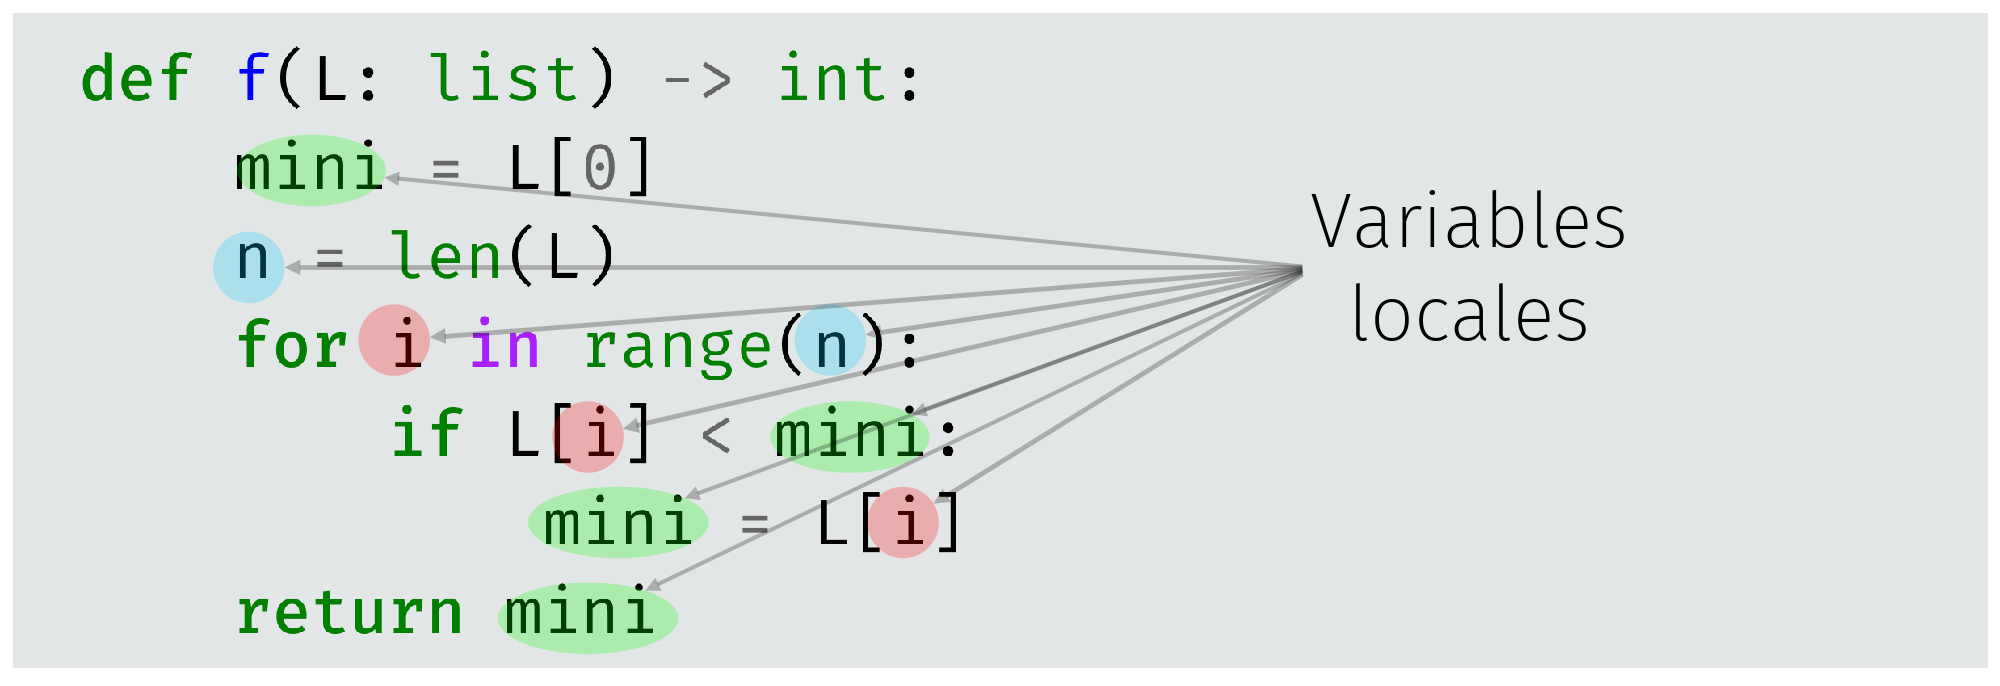 def f(L: list) -> int:
    mini = L[0]
    n = len(L)
    for i in range(n):
        if L[i] < mini:
            mini = L[i]
    return mini
Variables
locales